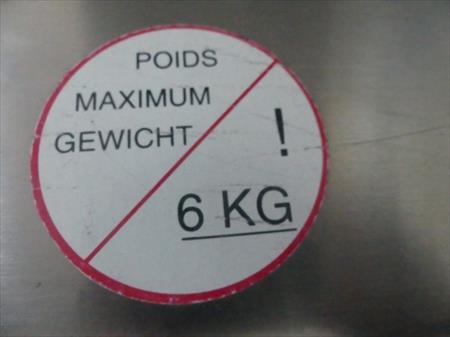 POIDS
MAXIMUM
GEWICHT
!
6 KG